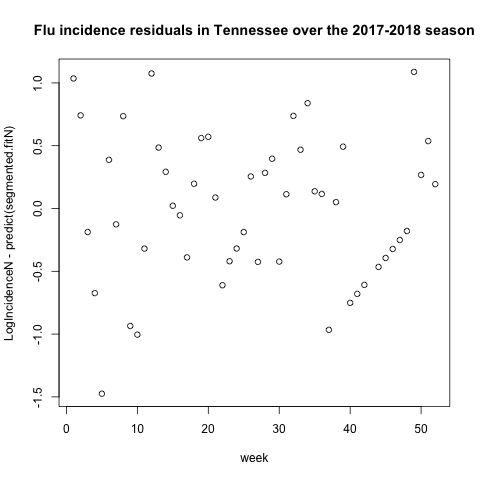 Flu incidence residuals in Tennessee over the 2017-2018 season
LogIncidenceN - predict(segmented.fitN)
1.0
0.5
0.0
-0.5
-1.0
-1.5
0 10 20 30 40 50
week